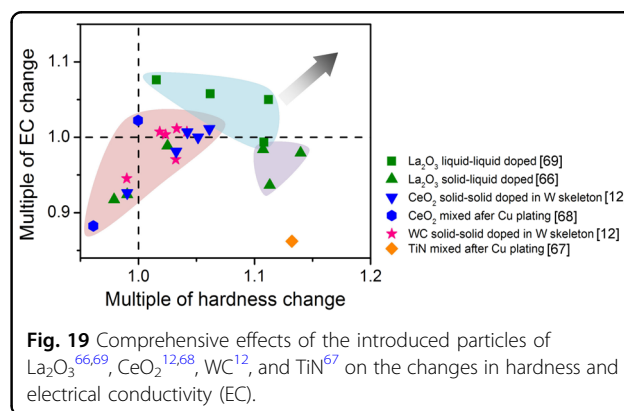 Multiple of EC change
1.1
1.0
0.9
1.0
1.1
1.2
Multiple of hardness change
La₂O₃ liquid-liquid doped [69]
La₂O₃ solid-liquid doped [66]
CeO₂ solid-solid doped in W skeleton [12
CeO₂ mixed afer Cu plating [68]
WC solid-solid doped in W skeleton [12]
TiN mixed after Cu plating [67]
Fig. 19 Comprehensive effects of the introduced particles of
La₂O₃⁶⁶,⁶⁹, CeO₂¹²,⁶⁸, WC¹², and TiN⁶⁷ on the changes in hardness and
electrical conductivity (EC).